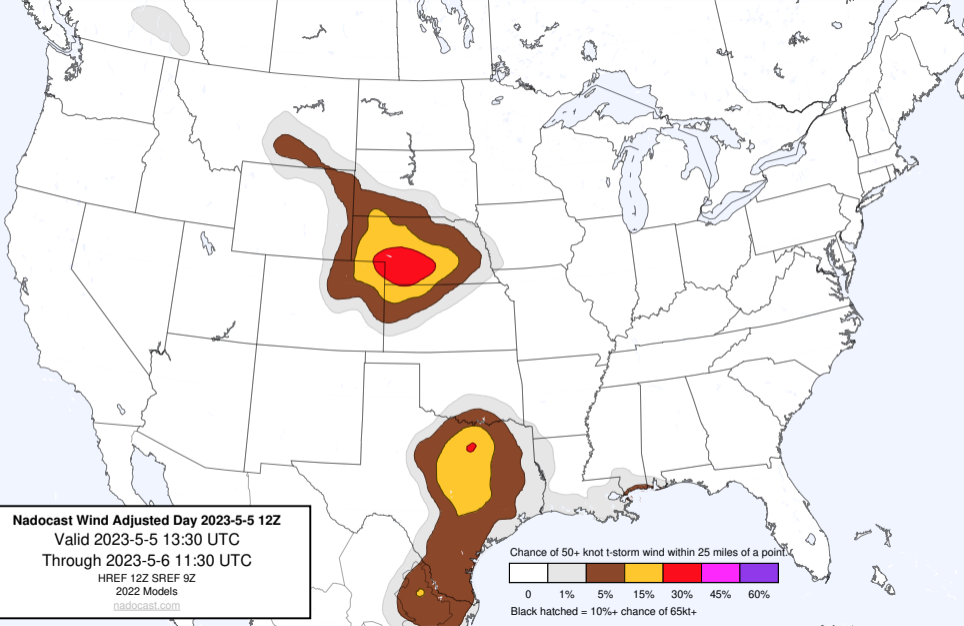 Nadocast Wind Adjusted Day 2023-5-5 12Z
Valid 2023-5-5 13:30 UTC
Through 2023-5-6 11:30 UTC
HREF 12Z SREF 9Z
2022 Models
nadocast.com
Chance of 50+ knot t-storm wind within 25 miles of a point.
0 1% 5% 15% 30% 45% 60%
Black hatched = 10%+ chance of 65kt+